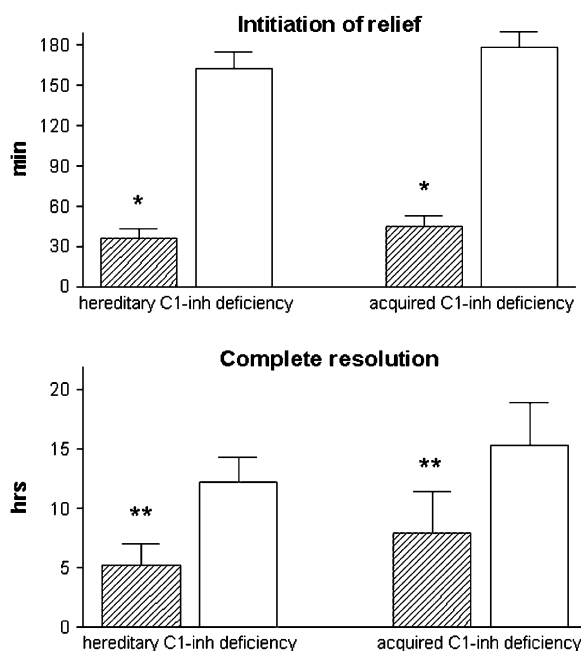 Intitiation of relief
180
150
120
90
60
30
0
min
*
*
hereditary C1-inh deficiency
acquired C1-inh deficiency
Complete resolution
20
15
10
5
0
hrs
**
**
hereditary C1-inh deficiency
acquired C1-inh deficiency